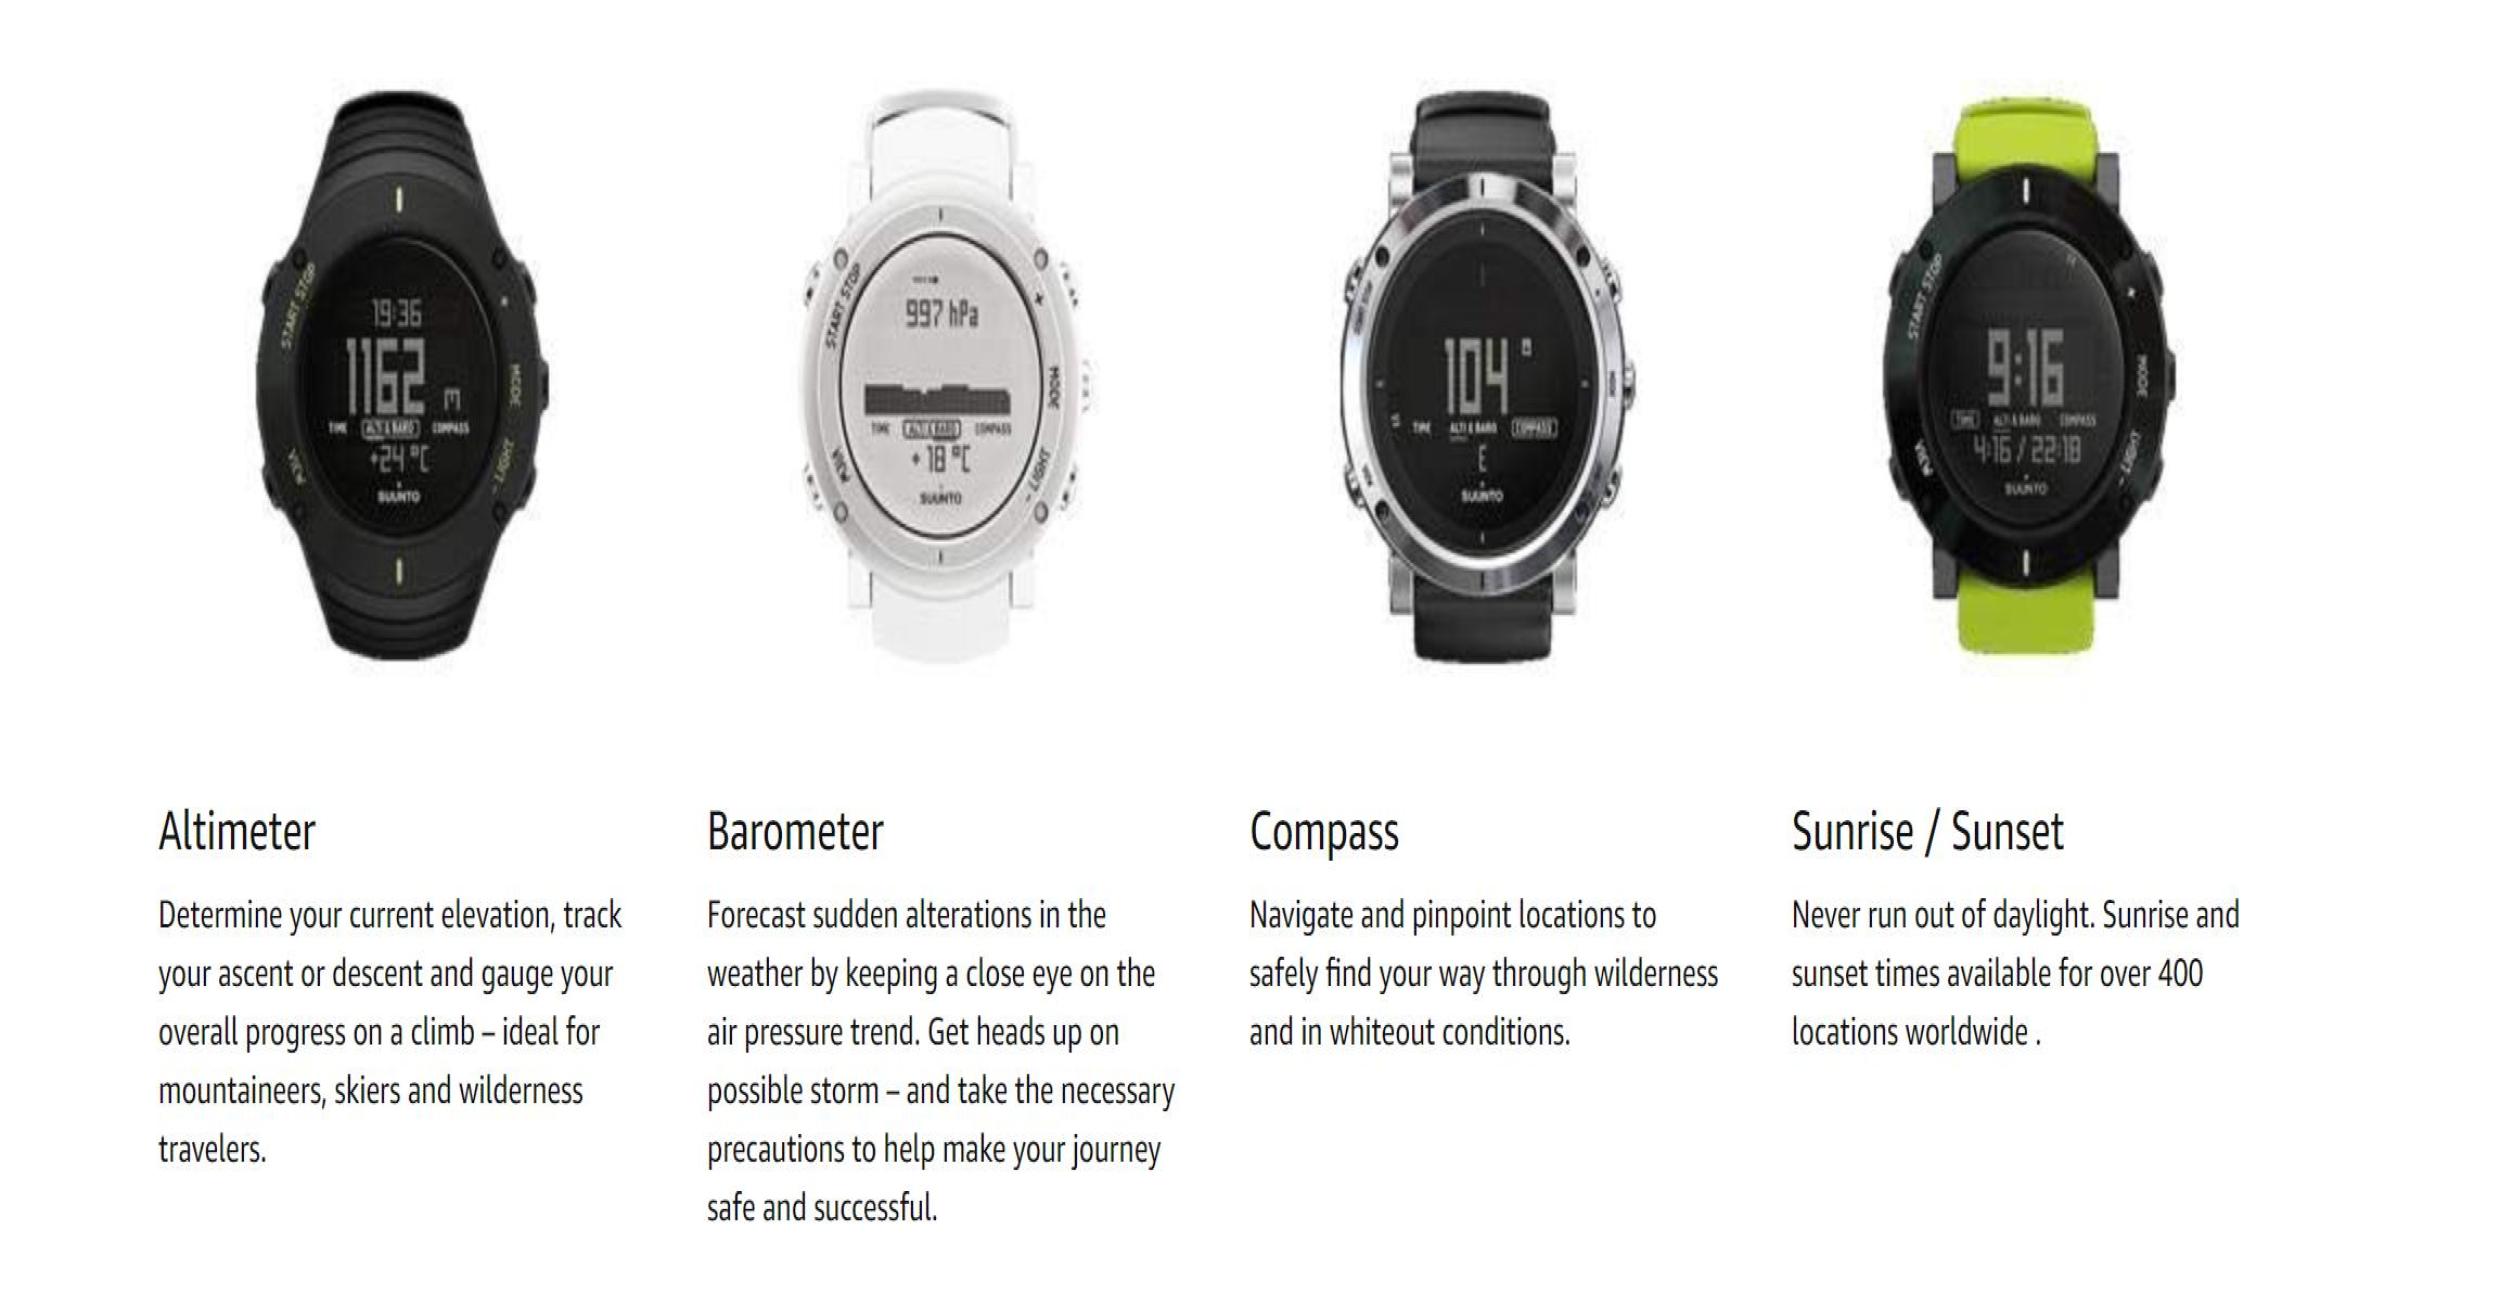 START STOP
19:36
1162 m
TIME ALTI & BARO COMPASS
+24 °C
VIEW
- LIGHT
MODE
+
SUUNTO
START STOP
997 hPa
TIME ALTI & BARO COMPASS
+ 18 °C
VIEW
- LIGHT
MODE
+
SUUNTO
START STOP
104 °
TIME ALTI & BARO COMPASS
E
SUUNTO
START STOP
9:16
TIME ALTI & BARO COMPASS
4:16 / 22:18
VIEW
- LIGHT
MODE
+
SUUNTO
Altimeter
Determine your current elevation, track
your ascent or descent and gauge your
overall progress on a climb – ideal for
mountaineers, skiers and wilderness
travelers.
Barometer
Forecast sudden alterations in the
weather by keeping a close eye on the
air pressure trend. Get heads up on
possible storm – and take the necessary
precautions to help make your journey
safe and successful.
Compass
Navigate and pinpoint locations to
safely find your way through wilderness
and in whiteout conditions.
Sunrise / Sunset
Never run out of daylight. Sunrise and
sunset times available for over 400
locations worldwide .